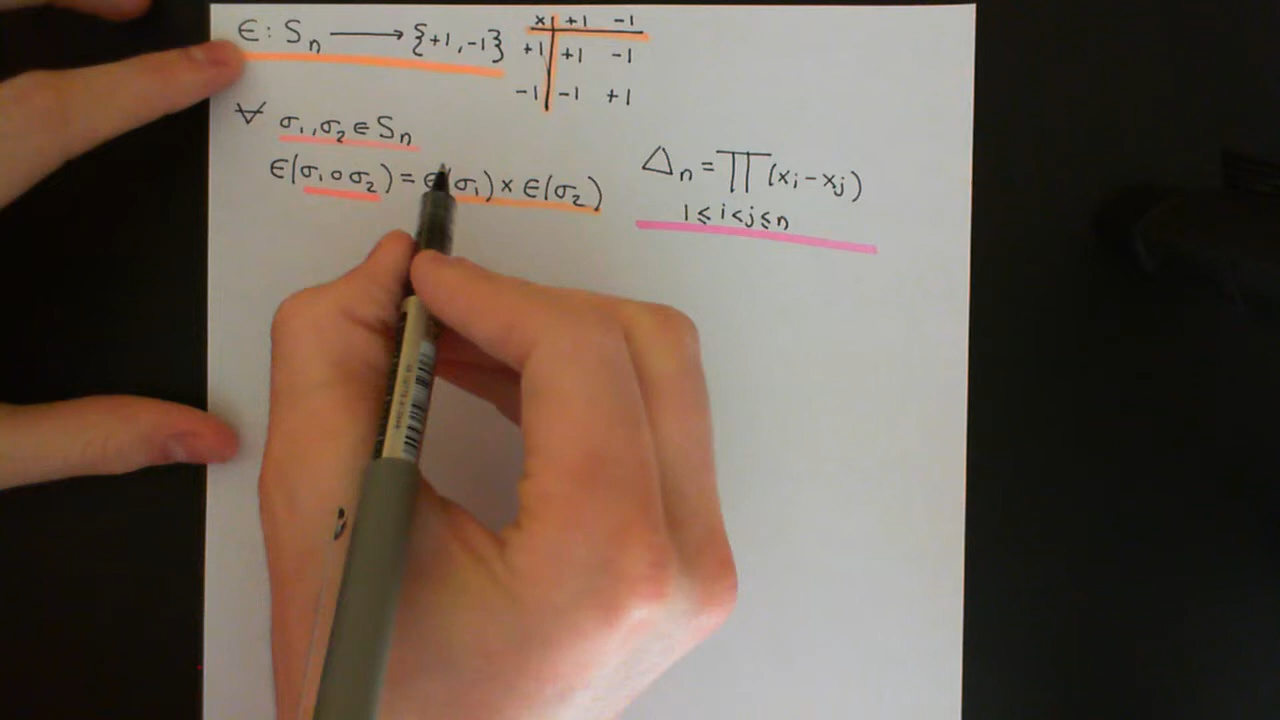 ∈ : Sₙ ⟶ {+1, -1}
× | +1 -1
+1 | +1 -1
-1 | -1 +1
∀ σ₁, σ₂ ∈ Sₙ
∈(σ₁ ∘ σ₂) = ∈(σ₁) × ∈(σ₂)
Δₙ = ∏ (xᵢ - xⱼ)
1 ≤ i < j ≤ n